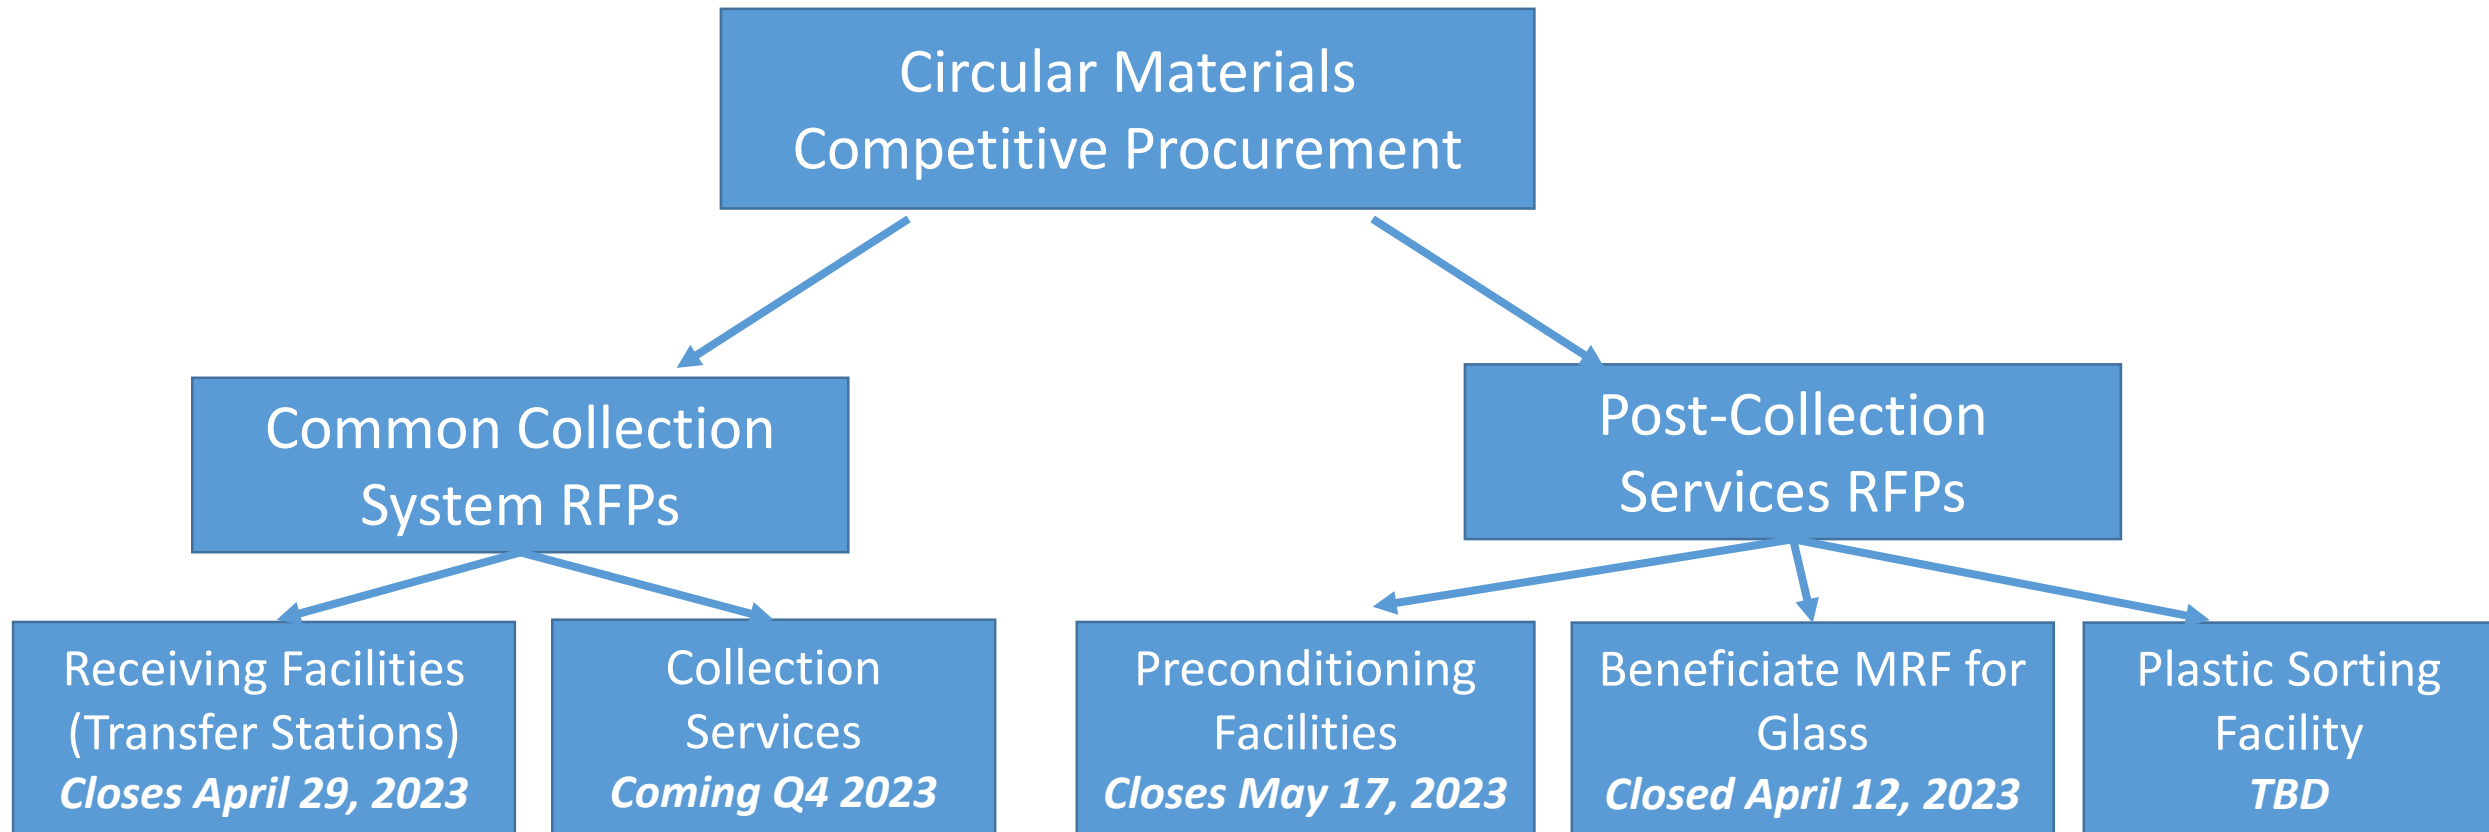 Circular Materials
Competitive Procurement
Common Collection
System RFPs
Post-Collection
Services RFPs
Receiving Facilities
(Transfer Stations)
Closes April 29, 2023
Collection
Services
Coming Q4 2023
Preconditioning
Facilities
Closes May 17, 2023
Beneficiate MRF for
Glass
Closed April 12, 2023
Plastic Sorting
Facility
TBD